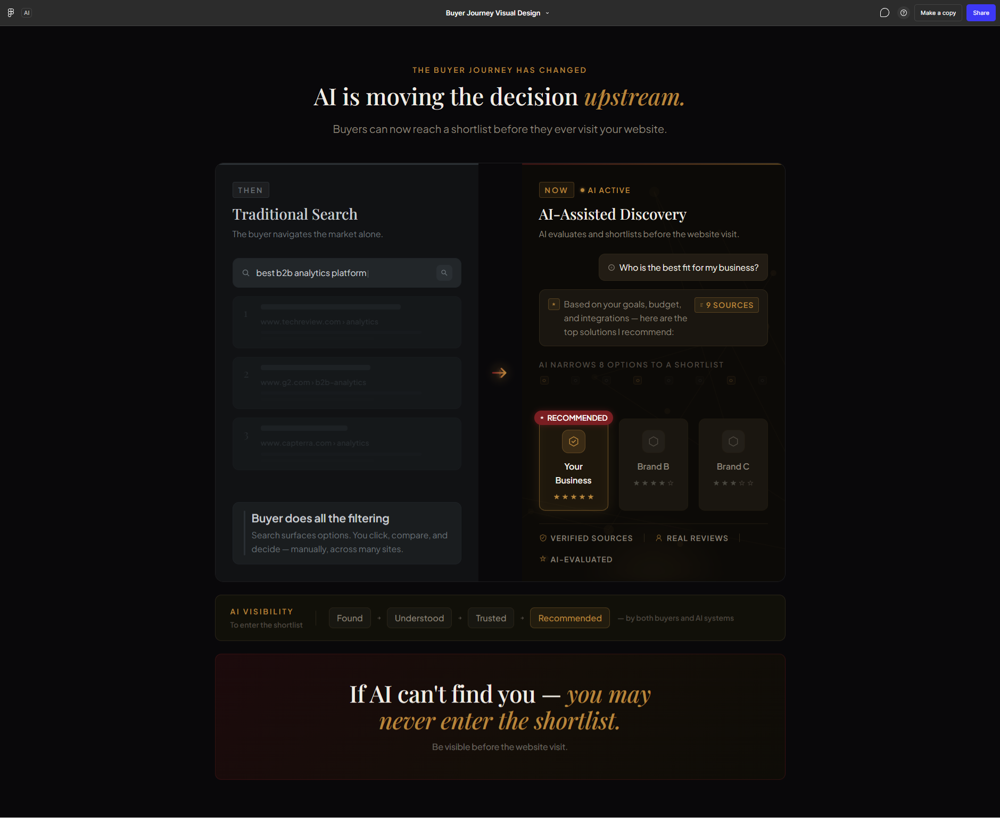 AI
Buyer Journey Visual Design
Make a copy
Share
THE BUYER JOURNEY HAS CHANGED
AI is moving the decision upstream.
Buyers can now reach a shortlist before they ever visit your website.
THEN
Traditional Search
The buyer navigates the market alone.
best b2b analytics platform
1
www.techreview.com › analytics
2
www.g2.com › b2b-analytics
3
www.capterra.com › analytics
Buyer does all the filtering
Search surfaces options. You click, compare, and
decide — manually, across many sites.
NOW
AI ACTIVE
AI-Assisted Discovery
AI evaluates and shortlists before the website visit.
Who is the best fit for my business?
Based on your goals, budget,
and integrations — here are the
top solutions I recommend:
9 SOURCES
AI NARROWS 8 OPTIONS TO A SHORTLIST
RECOMMENDED
Your
Business
★★★★★
Brand B
★★★★☆
Brand C
★★★☆☆
VERIFIED SOURCES
REAL REVIEWS
AI-EVALUATED
AI VISIBILITY
To enter the shortlist
Found → Understood → Trusted → Recommended — by both buyers and AI systems
If AI can't find you — you may
never enter the shortlist.
Be visible before the website visit.